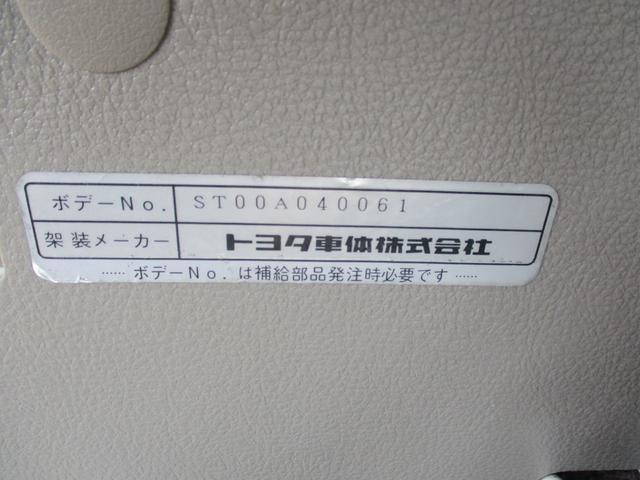 ボデーNo. ST00A040061
架装メーカー トヨタ車体株式会社
……ボデーNo.は補給部品発注時必要です……